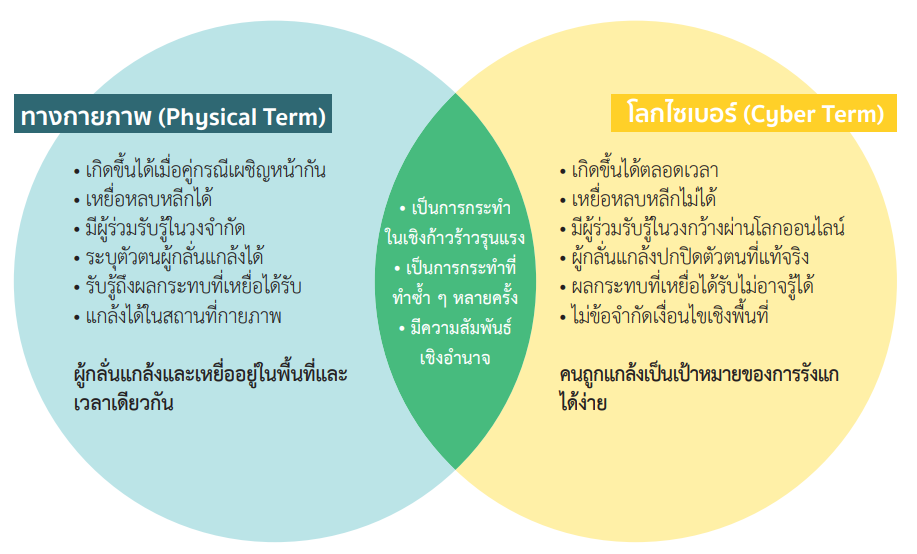 ทางกายภาพ (Physical Term)
• เกิดขึ้นได้เมื่อคู่กรณีเผชิญหน้ากัน
• เหยื่อหลบหลีกได้
• มีผู้ร่วมรับรู้ในวงจำกัด
• ระบุตัวตนผู้กลั่นแกล้งได้
• รับรู้ถึงผลกระทบที่เหยื่อได้รับ
• แกล้งได้ในสถานที่กายภาพ
ผู้กลั่นแกล้งและเหยื่ออยู่ในพื้นที่และ
เวลาเดียวกัน
• เป็นการกระทำ
ในเชิงก้าวร้าวรุนแรง
• เป็นการกระทำที่
ทำซ้ำ ๆ หลายครั้ง
• มีความสัมพันธ์
เชิงอำนาจ
โลกไซเบอร์ (Cyber Term)
• เกิดขึ้นได้ตลอดเวลา
• เหยื่อหลบหลีกไม่ได้
• มีผู้ร่วมรับรู้ในวงกว้างผ่านโลกออนไลน์
• ผู้กลั่นแกล้งปกปิดตัวตนที่แท้จริง
• ผลกระทบที่เหยื่อได้รับไม่อาจรู้ได้
• ไม่ข้อจำกัดเงื่อนไขเชิงพื้นที่
คนถูกแกล้งเป็นเป้าหมายของการรังแก
ได้ง่าย